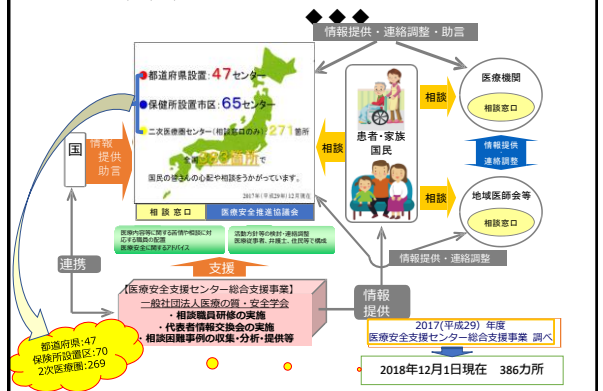 情報提供・連絡調整・助言
都道府県設置:47センター
保健所設置市区:65センター
二次医療圏センター(相談窓口のみ):271箇所
全国393箇所で
国民の皆さんの心配や相談をうかがっています。
2017年(平成29年)12月現在
相談窓口
医療安全推進協議会
医療内容等に関する苦情や相談に対
応する職員の配置
医療安全に関するアドバイス
活動方針等の検討・連絡調整
医療従事者、弁護士、住民等で構成
国
情報
提供
助言
連携
支援
相談
患者・家族
国民
相談
相談
医療機関
相談窓口
情報提供
・
連絡調整
地域医師会等
相談窓口
情報提供・連絡調整
【医療安全支援センター総合支援事業】
一般社団法人医療の質・安全学会
・相談職員研修の実施
・代表者情報交換会の実施
・相談困難事例の収集・分析・提供等
情報
提供
都道府県:47
保険所設置区:70
2次医療圏:269
2017(平成29) 年度
医療安全支援センター総合支援事業 調べ
2018年12月1日現在 386カ所